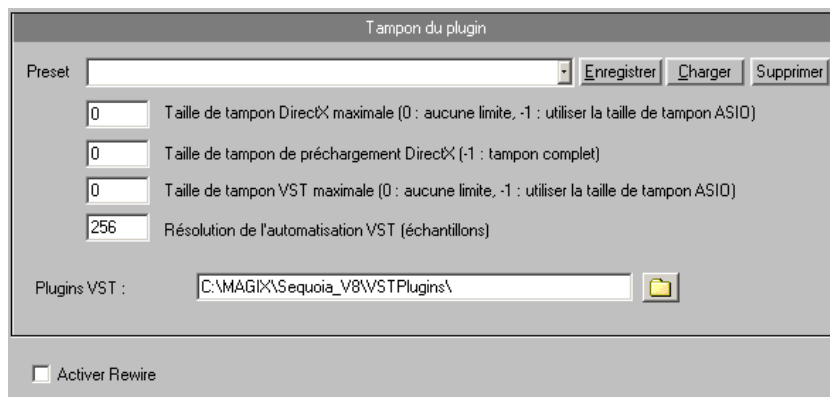 Tampon du plugin
Preset Enregistrer Charger Supprimer
0 Taille de tampon DirectX maximale (0 : aucune limite, -1 : utiliser la taille de tampon ASIO)
0 Taille de tampon de préchargement DirectX (-1 : tampon complet)
0 Taille de tampon VST maximale (0 : aucune limite, -1 : utiliser la taille de tampon ASIO)
256 Résolution de l'automatisation VST (échantillons)
Plugins VST : C:\MAGIX\Sequoia_V8\VSTPlugins\
Activer Rewire